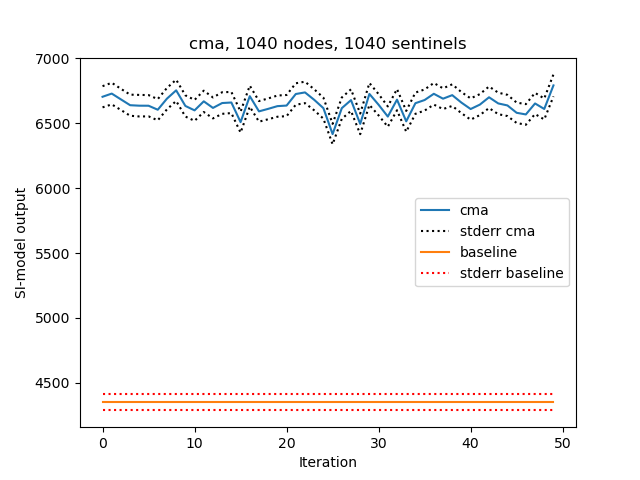 cma, 1040 nodes, 1040 sentinels
7000
6500
6000
5500
5000
4500
SI-model output
cma
stderr cma
baseline
stderr baseline
0 10 20 30 40 50
Iteration